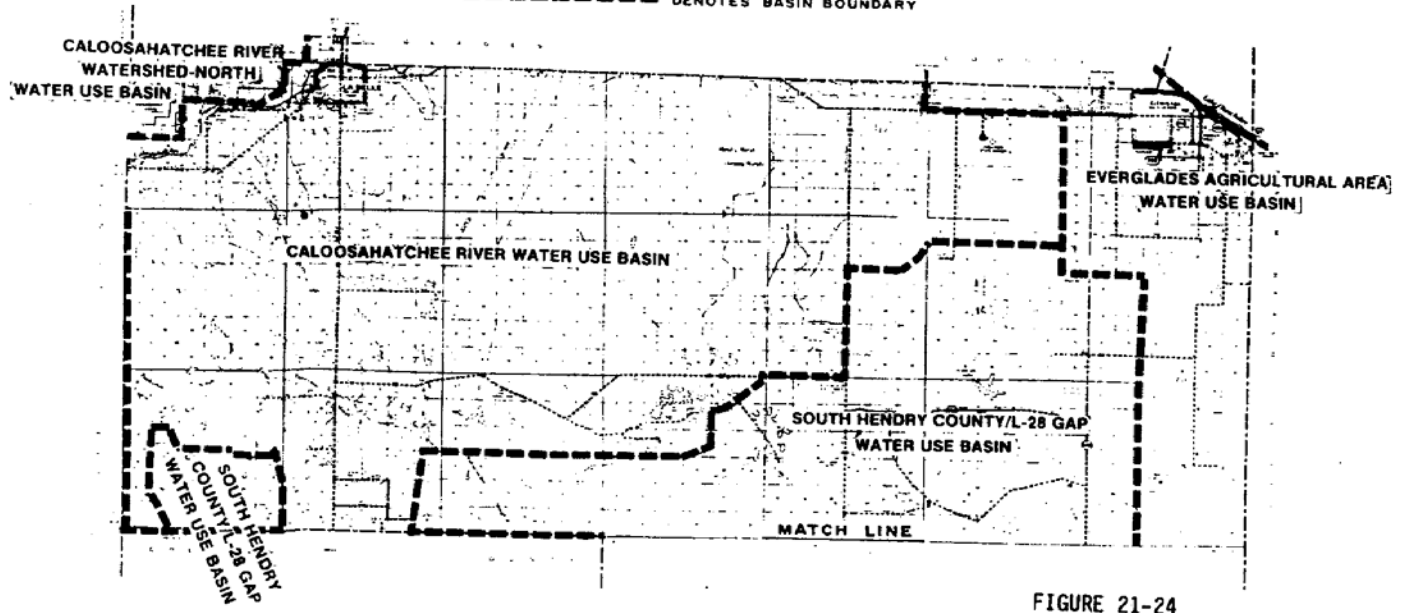 DENOTES BASIN BOUNDARY
CALOOSAHATCHEE RIVER
WATERSHED-NORTH
WATER USE BASIN
EVERGLADES AGRICULTURAL AREA
WATER USE BASIN
CALOOSAHATCHEE RIVER WATER USE BASIN
SOUTH HENDRY COUNTY/L-28 GAP
WATER USE BASIN
SOUTH HENDRY
COUNTY/L-28 GAP
WATER USE BASIN
MATCH LINE
FIGURE 21-24